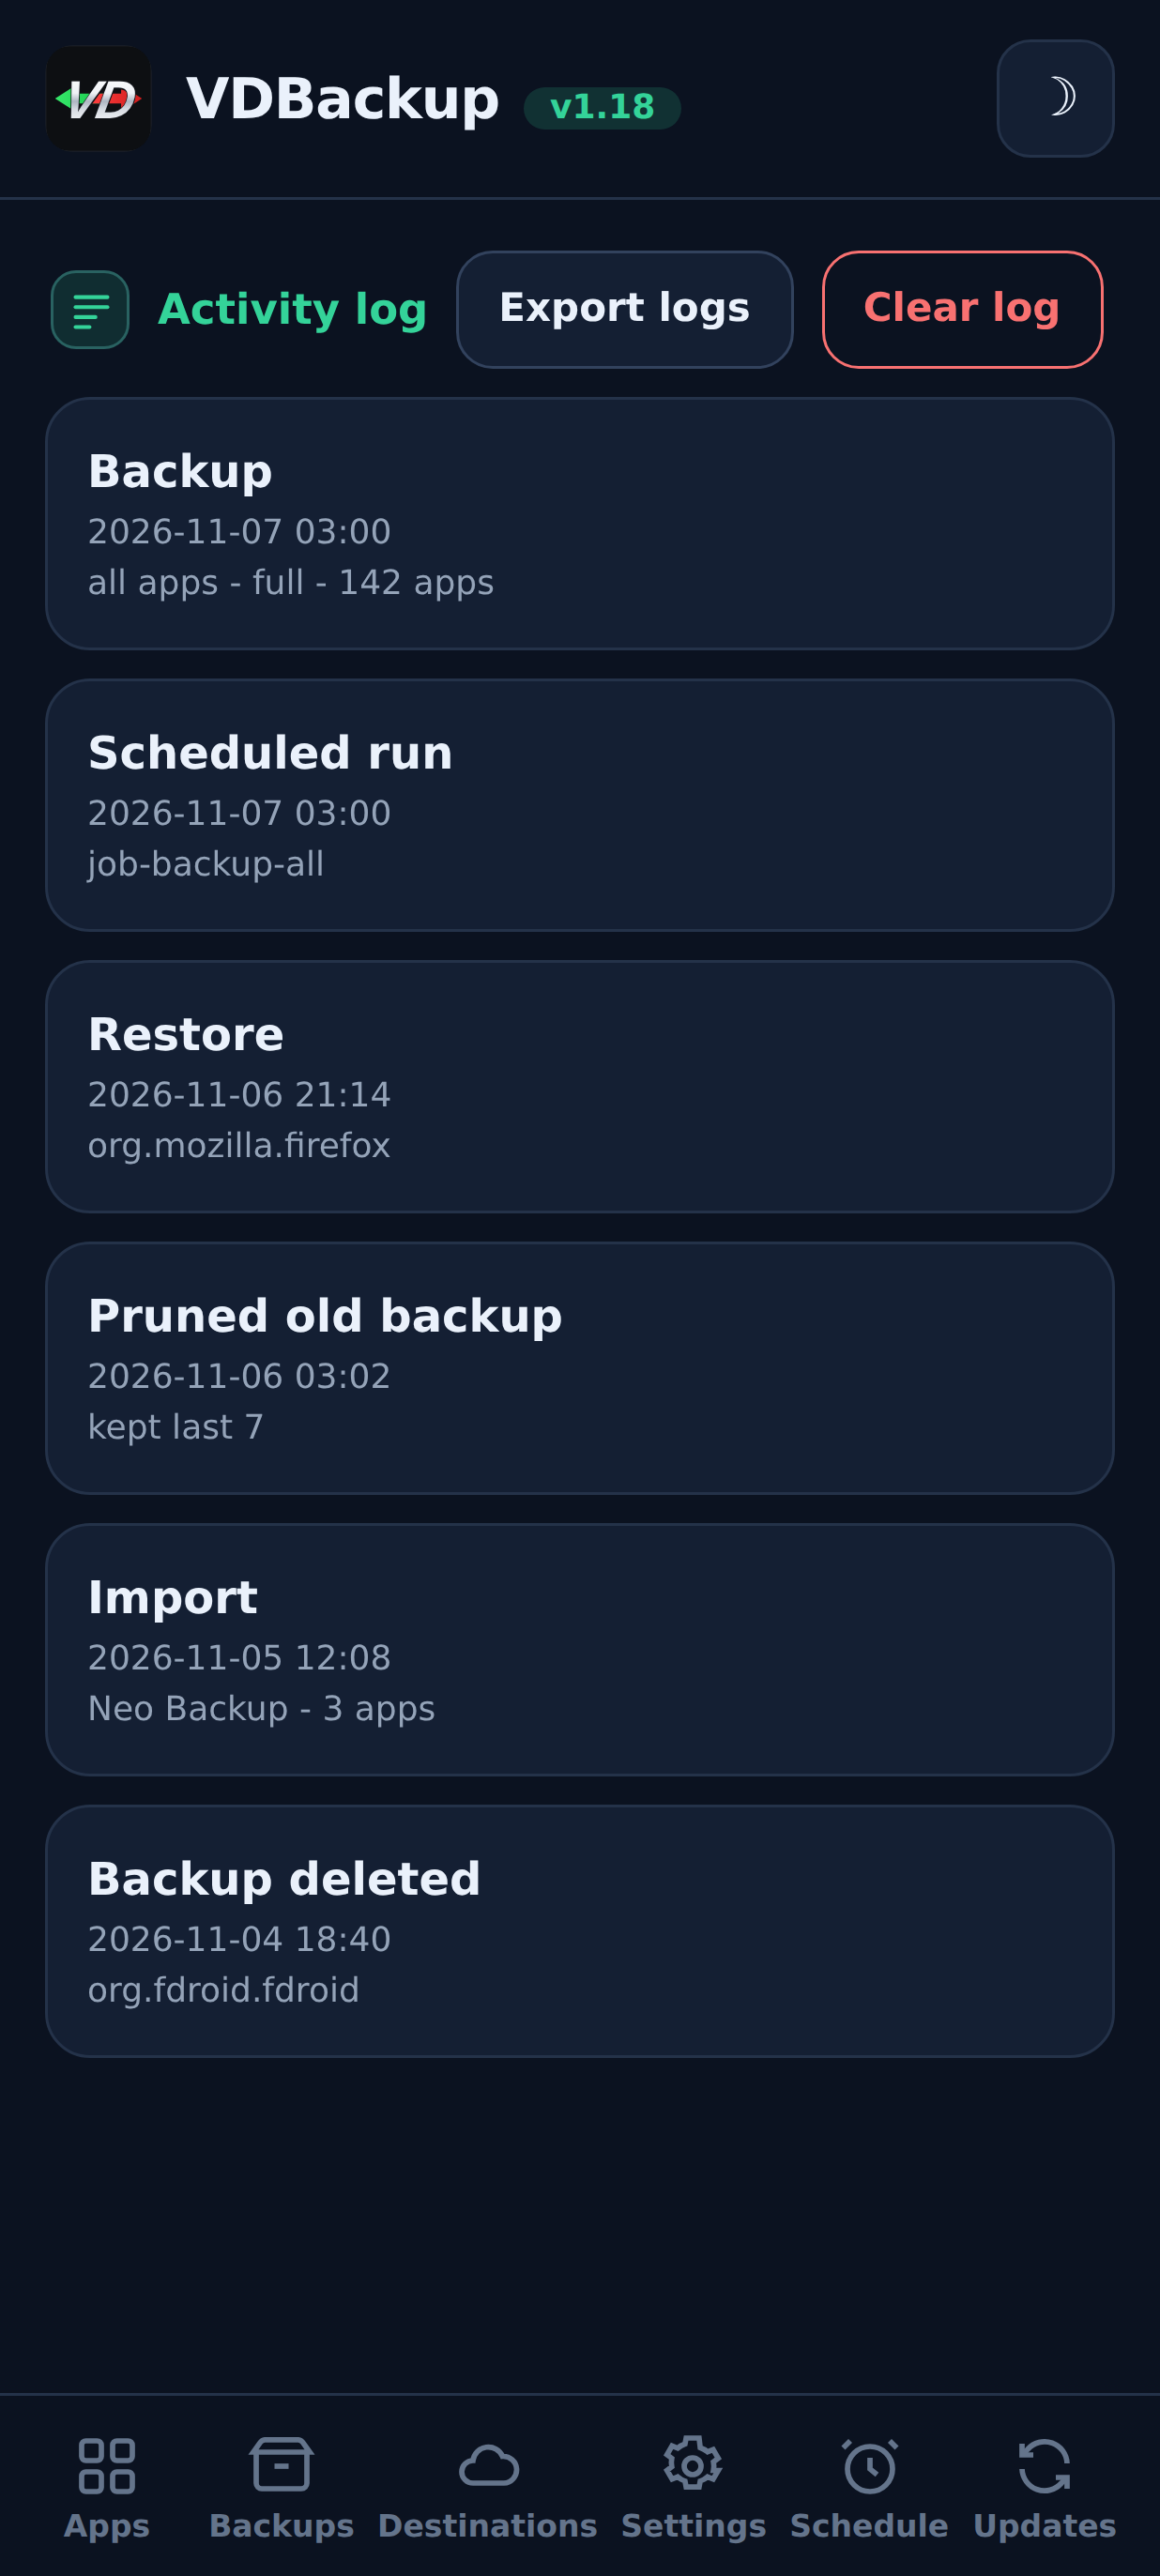 VD
VDBackup v1.18
Activity log
Export logs
Clear log
Backup
2026-11-07 03:00
all apps - full - 142 apps
Scheduled run
2026-11-07 03:00
job-backup-all
Restore
2026-11-06 21:14
org.mozilla.firefox
Pruned old backup
2026-11-06 03:02
kept last 7
Import
2026-11-05 12:08
Neo Backup - 3 apps
Backup deleted
2026-11-04 18:40
org.fdroid.fdroid
Apps
Backups
Destinations
Settings
Schedule
Updates